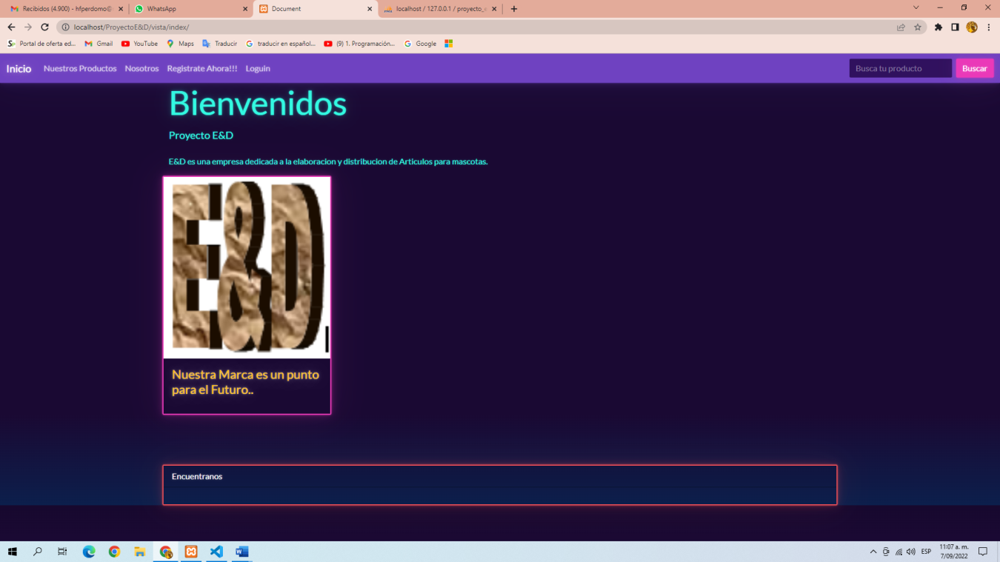 Recibidos (4.900) - hfperdomo@
WhatsApp
Document
localhost / 127.0.0.1 / proyecto_
localhost/ProyectoE&D/vista/index/
Portal de oferta ed...
Gmail
YouTube
Maps
Traducir
traducir en español...
(9) 1. Programación...
Google
Inicio
Nuestros Productos
Nosotros
Registrate Ahora!!!
Loguin
Busca tu producto
Buscar
Bienvenidos
Proyecto E&D
E&D es una empresa dedicada a la elaboracion y distribucion de Articulos para mascotas.
E&D
Nuestra Marca es un punto
para el Futuro..
Encuentranos
ESP
11:07 a. m.
7/09/2022